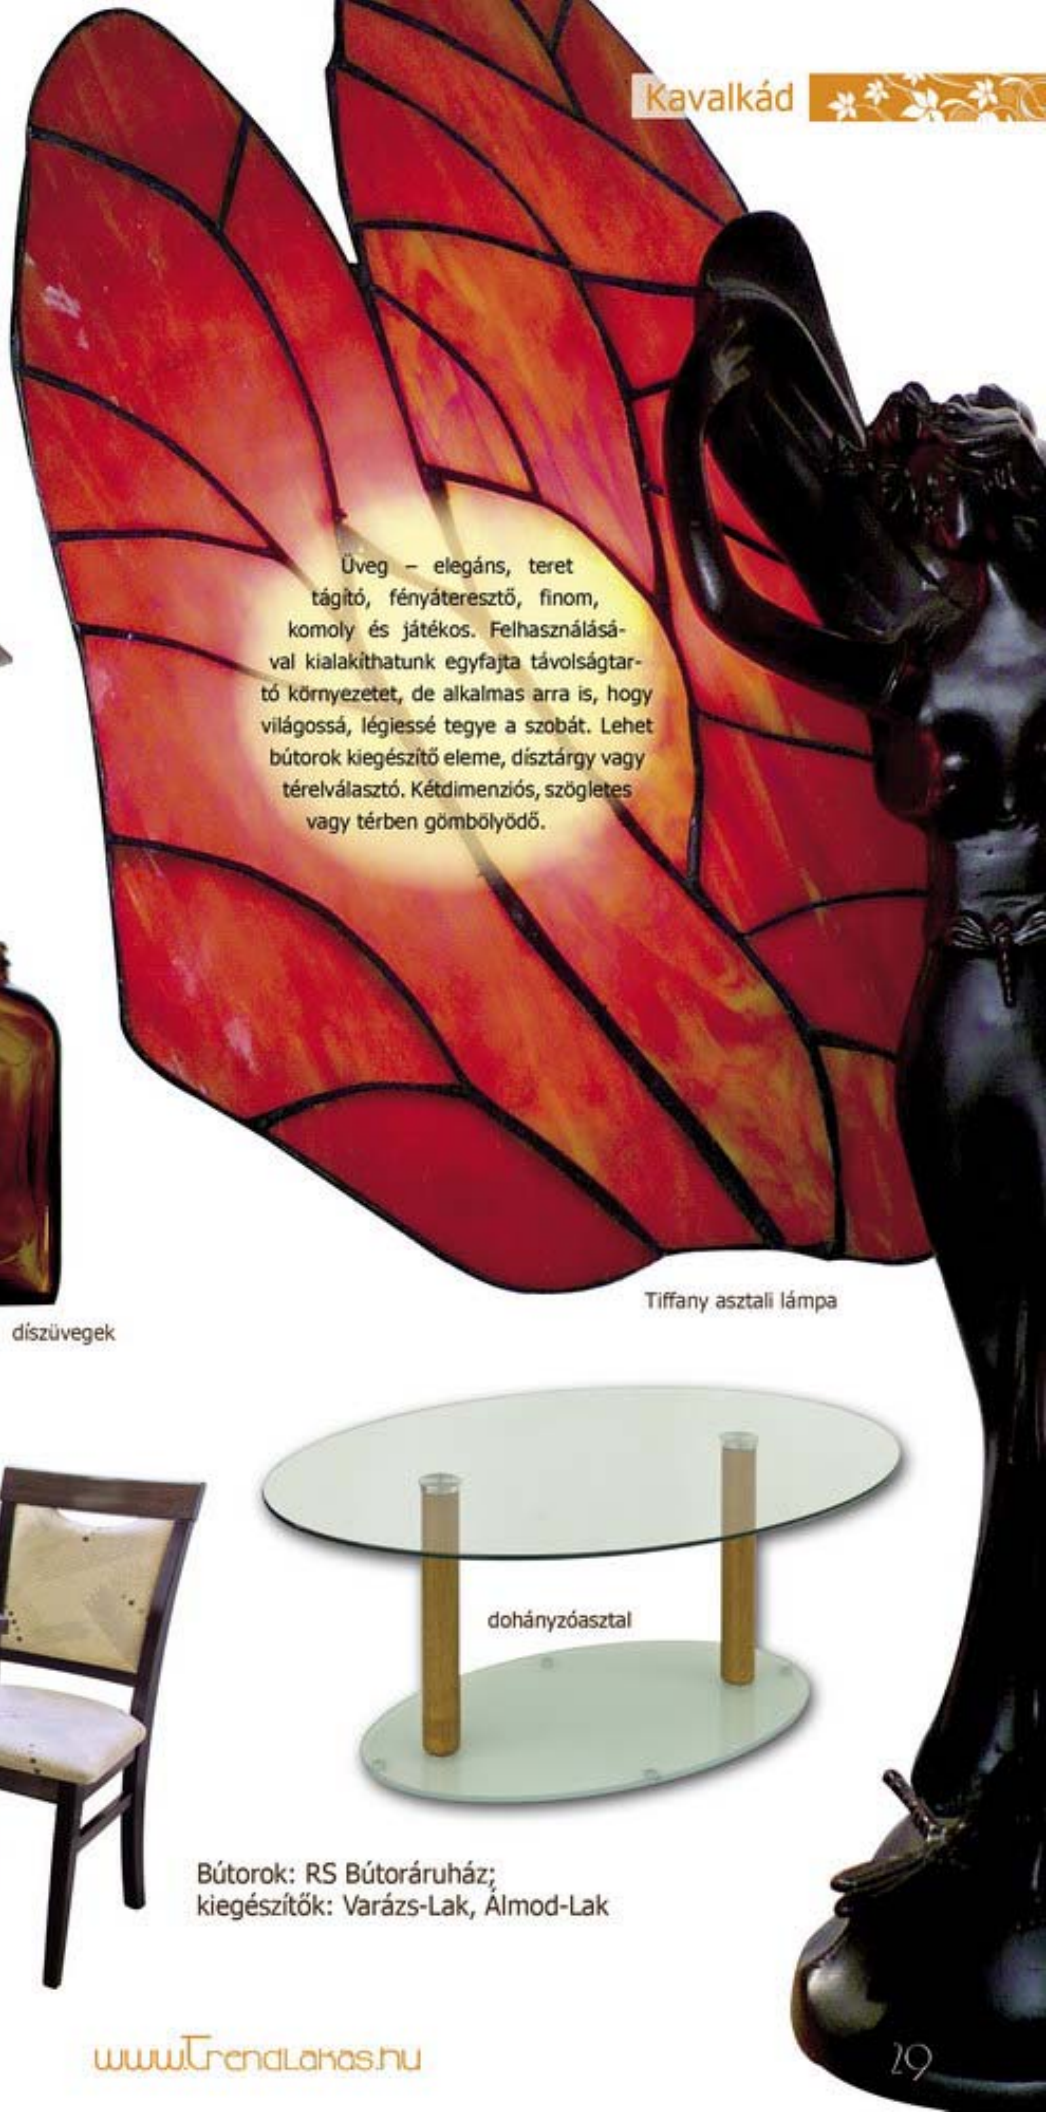 Kavalkád
Üveg – elegáns, teret
tágító, fényáteresztő, finom,
komoly és játékos. Felhasználásá-
val kialakíthatunk egyfajta távolságtar-
tó környezetet, de alkalmas arra is, hogy
világossá, légiessé tegye a szobát. Lehet
bútorok kiegészítő eleme, dísztárgy vagy
térelválasztó. Kétdimenziós, szögletes
vagy térben gömbölyödő.
Tiffany asztali lámpa
díszüvegek
dohányzóasztal
Bútorok: RS Bútoráruház;
kiegészítők: Varázs-Lak, Álmod-Lak
www.TrendLakas.hu
29